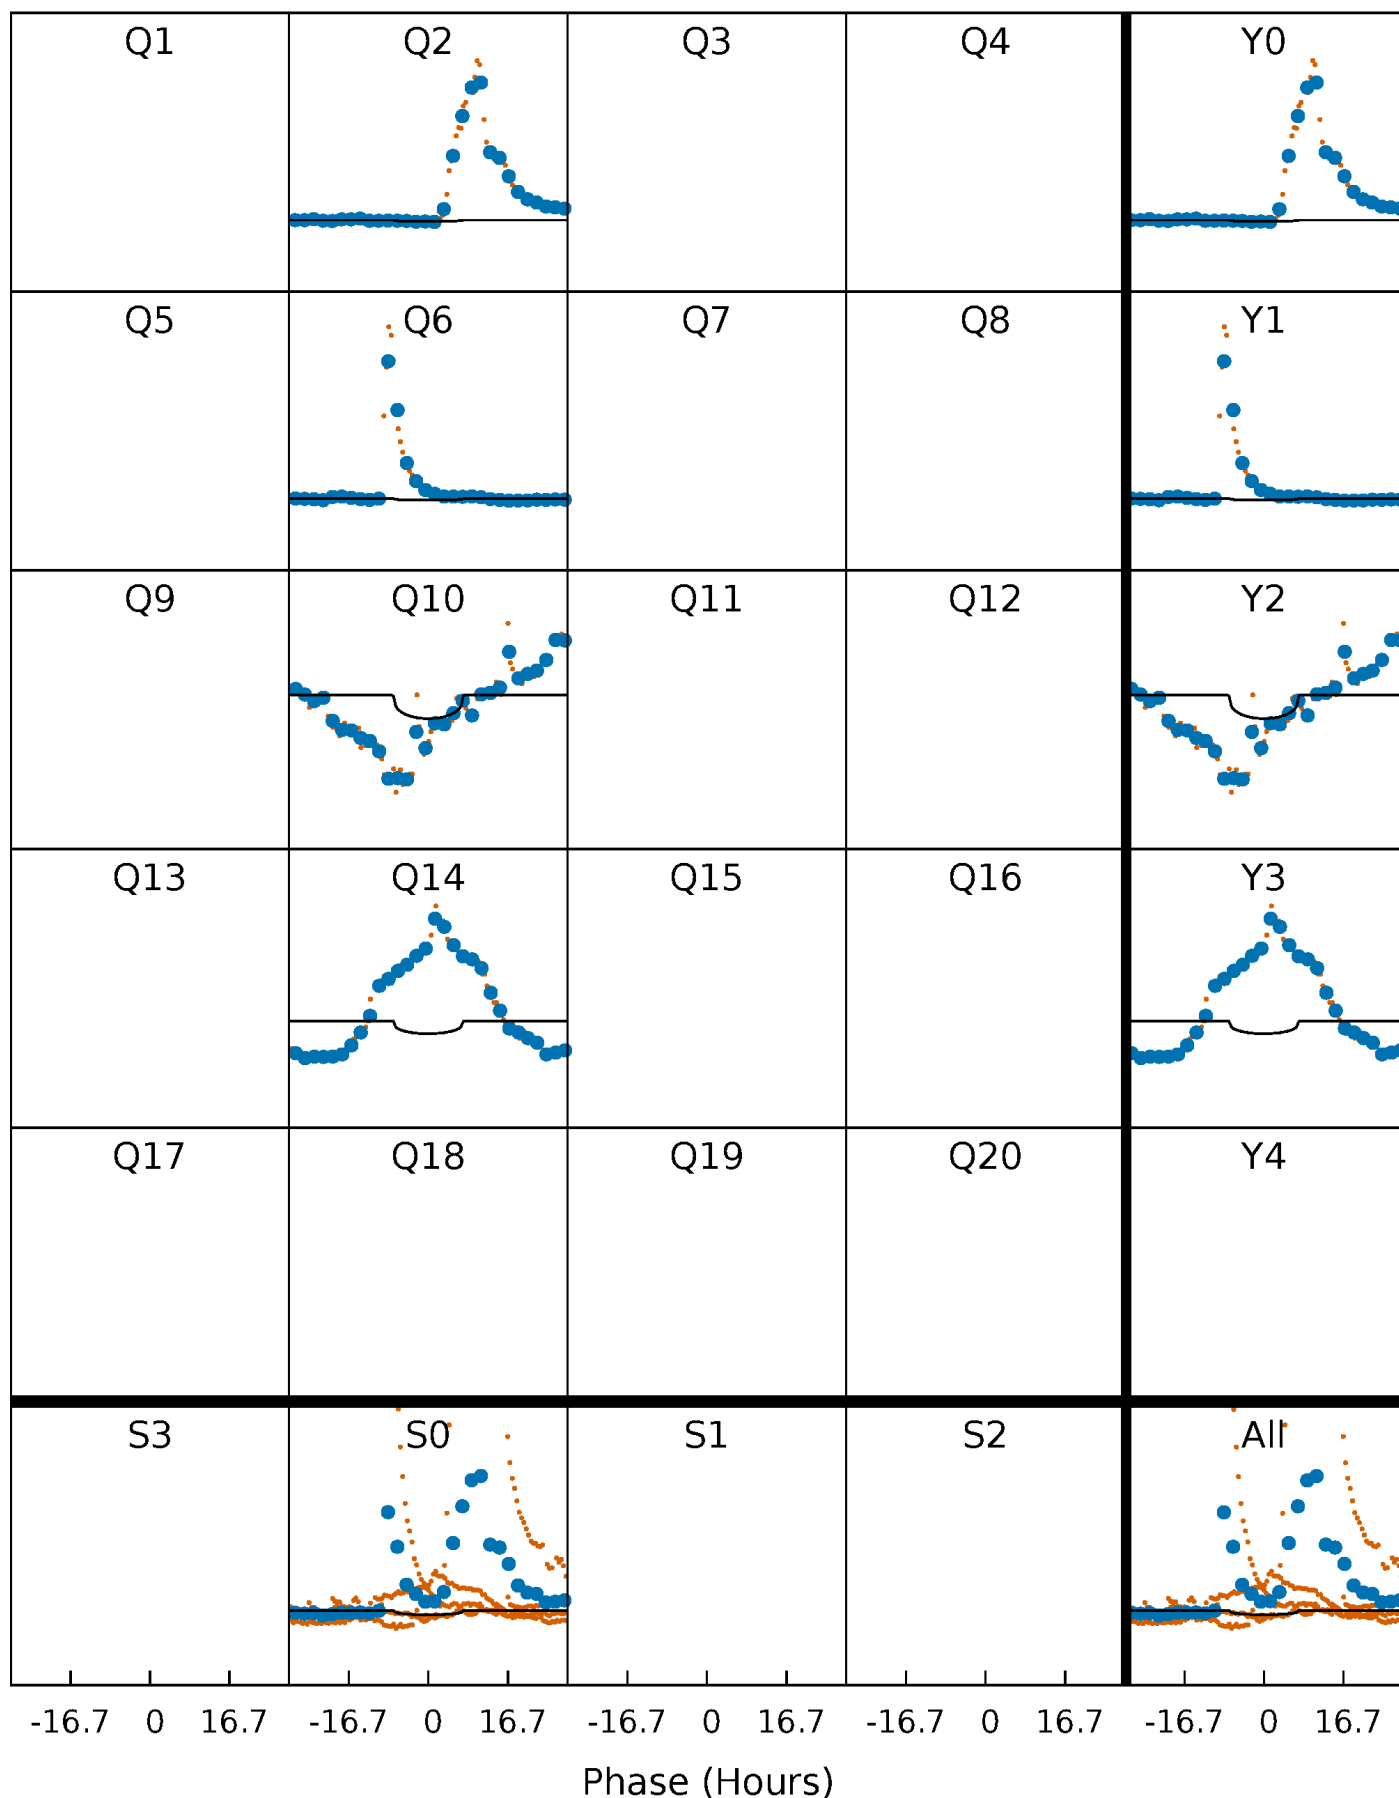 Q1 Q2 Q3 Q4 Y0
Q5 Q6 Q7 Q8 Y1
Q9 Q10 Q11 Q12 Y2
Q13 Q14 Q15 Q16 Y3
Q17 Q18 Q19 Q20 Y4
S3 S0 S1 S2 All
-16.7 0 16.7 -16.7 0 16.7 -16.7 0 16.7 -16.7 0 16.7 -16.7 0 16.7
Phase (Hours)